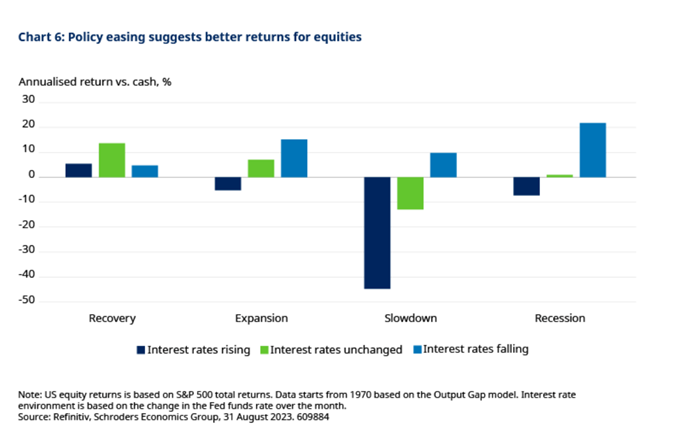 Chart 6: Policy easing suggests better returns for equities
Annualised return vs. cash, %
30
20
10
0
-10
-20
-30
-40
-50
Recovery Expansion Slowdown Recession
Interest rates rising Interest rates unchanged Interest rates falling
Note: US equity returns is based on S&P 500 total returns. Data starts from 1970 based on the Output Gap model. Interest rate
environment is based on the change in the Fed funds rate over the month.
Source: Refinitiv, Schroders Economics Group, 31 August 2023. 609884